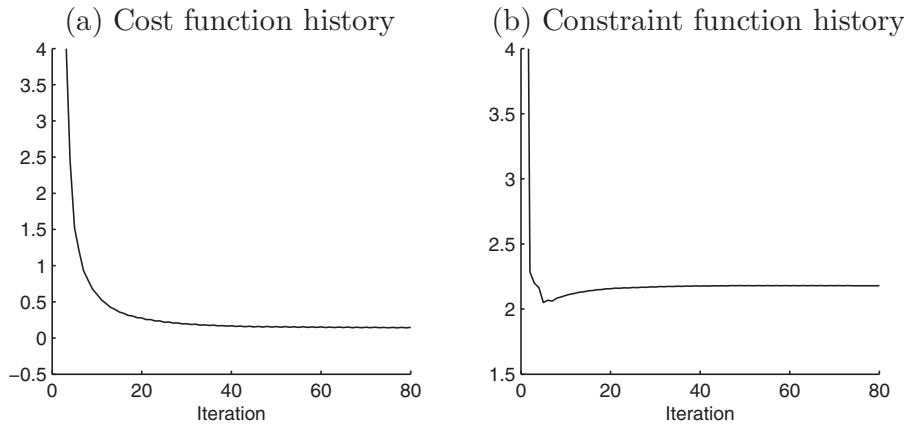 (a) Cost function history
4
3.5
3
2.5
2
1.5
1
0.5
0
−0.5
0 20 40 60 80
Iteration
(b) Constraint function history
4
3.5
3
2.5
2
1.5
0 20 40 60 80
Iteration